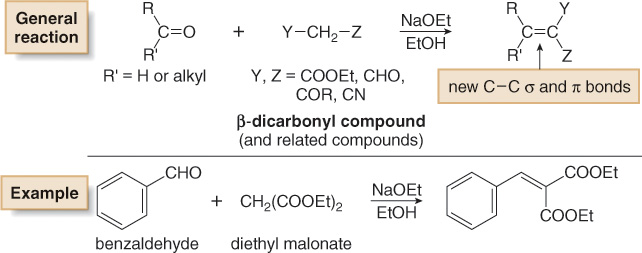 General reaction
R
C=O
R'
+
Y–CH₂–Z
NaOEt
EtOH
R
Y
C=C
R'
Z
R' = H or alkyl
Y, Z = COOEt, CHO,
COR, CN
new C–C σ and π bonds
β-dicarbonyl compound
(and related compounds)
Example
CHO
+
CH₂(COOEt)₂
NaOEt
EtOH
COOEt
COOEt
benzaldehyde
diethyl malonate